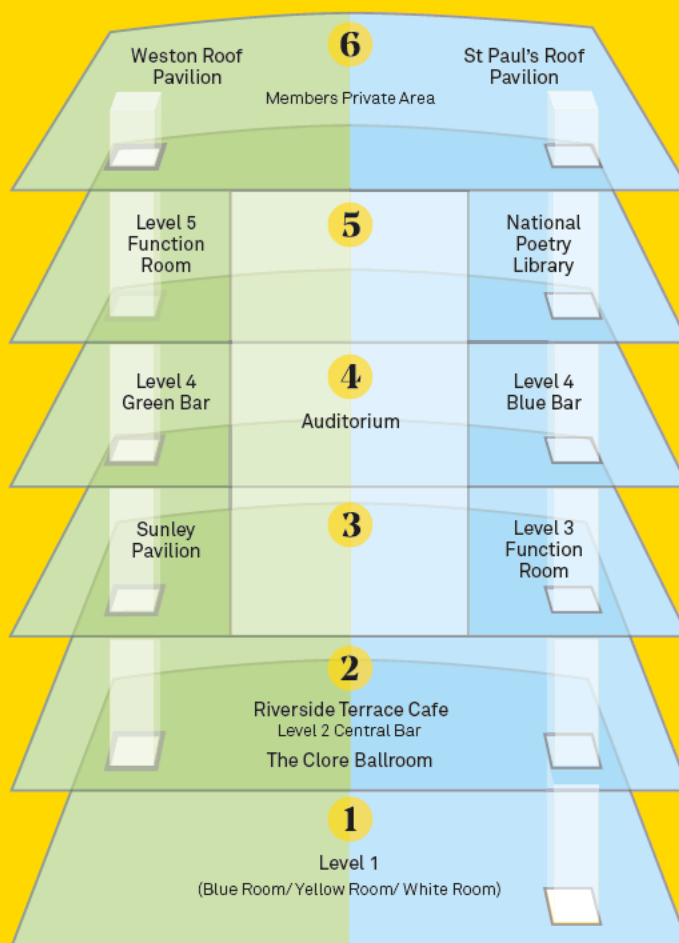 6
Weston Roof
Pavilion
St Paul's Roof
Pavilion
Members Private Area
5
Level 5
Function
Room
National
Poetry
Library
4
Level 4
Green Bar
Auditorium
Level 4
Blue Bar
3
Sunley
Pavilion
Level 3
Function
Room
2
Riverside Terrace Cafe
Level 2 Central Bar
The Clore Ballroom
1
Level 1
(Blue Room/ Yellow Room/ White Room)